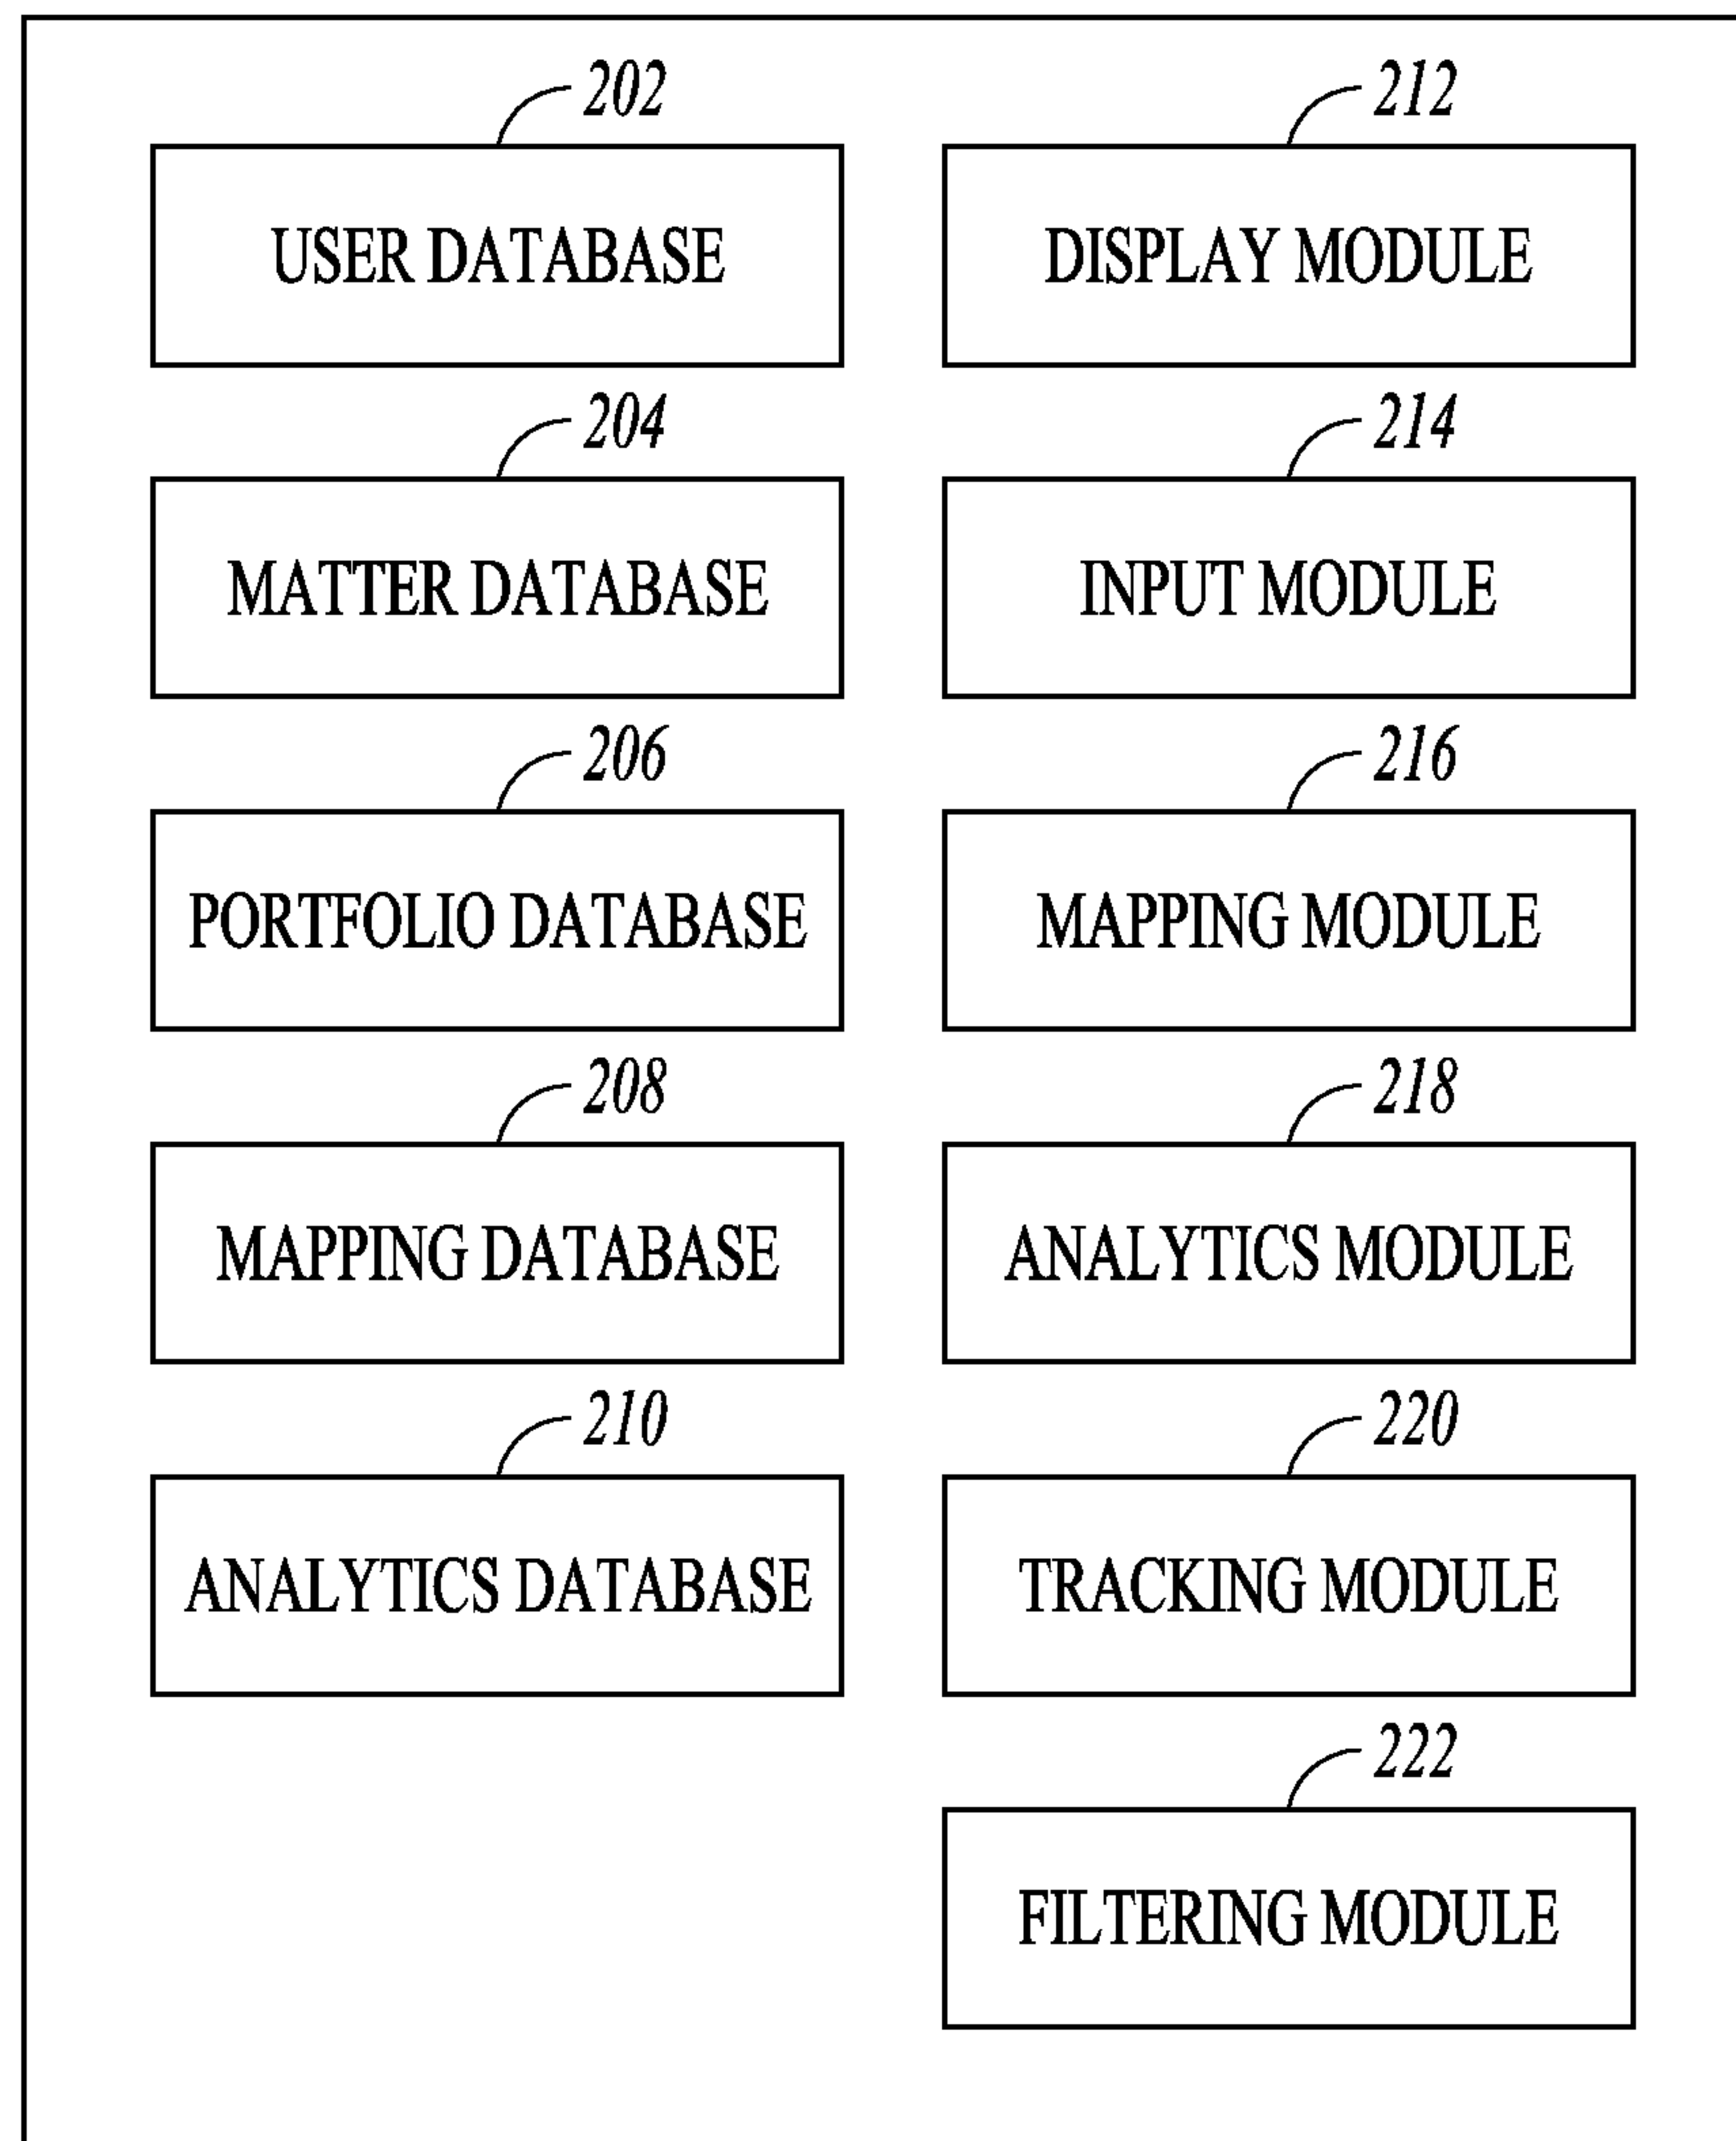 202
USER DATABASE
212
DISPLAY MODULE
204
MATTER DATABASE
214
INPUT MODULE
206
PORTFOLIO DATABASE
216
MAPPING MODULE
208
MAPPING DATABASE
218
ANALYTICS MODULE
210
ANALYTICS DATABASE
220
TRACKING MODULE
222
FILTERING MODULE